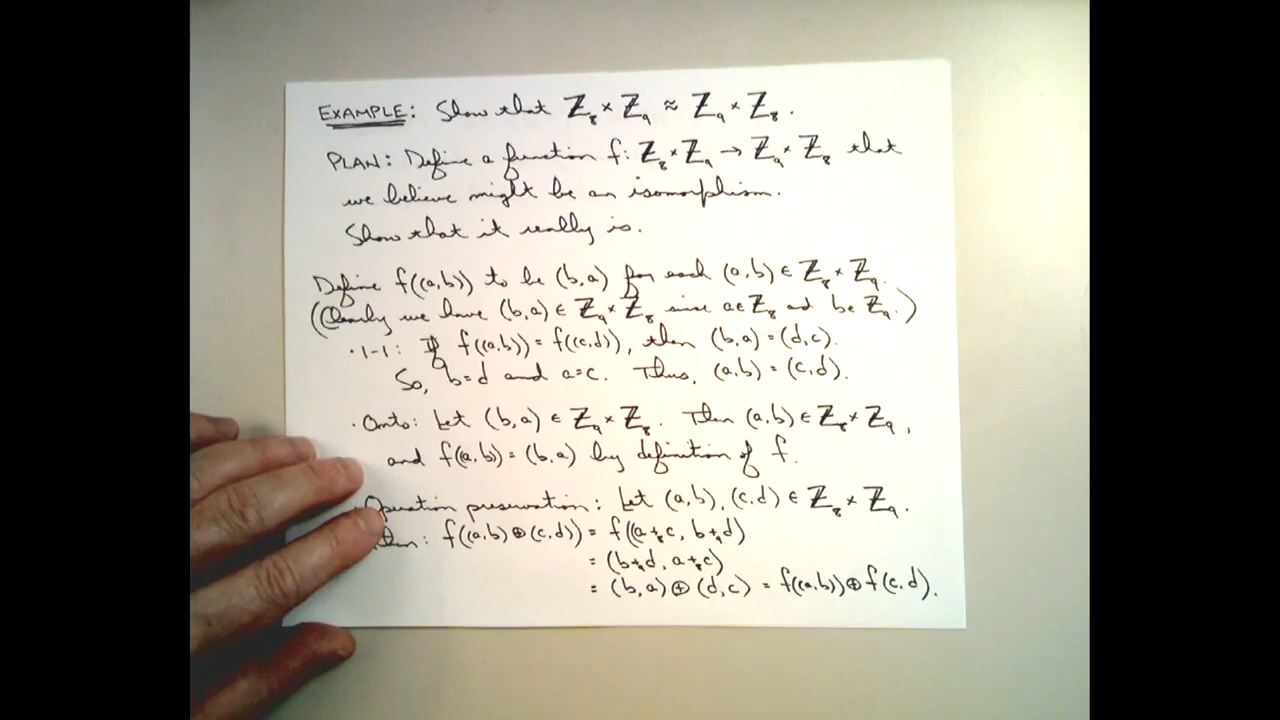 EXAMPLE: Show that ℤ₈ × ℤ₉ ≈ ℤ₉ × ℤ₈.
PLAN: Define a function f: ℤ₈ × ℤ₉ → ℤ₉ × ℤ₈ that
we believe might be an isomorphism.
Show that it really is.
Define f((a,b)) to be (b,a) for each (a,b) ∈ ℤ₈ × ℤ₉.
(Clearly we have (b,a) ∈ ℤ₉ × ℤ₈ since a∈ℤ₈ and b∈ℤ₉.)
· 1-1: If f((a,b)) = f((c,d)), then (b,a) = (d,c).
So, b=d and a=c. Thus, (a,b) = (c,d).
· Onto: Let (b,a) ∈ ℤ₉ × ℤ₈. Then (a,b) ∈ ℤ₈ × ℤ₉,
and f(a,b) = (b,a) by definition of f.
· Operation preservation: Let (a,b), (c,d) ∈ ℤ₈ × ℤ₉.
Then: f((a,b) ⊕ (c,d)) = f((a +₈ c, b +₉ d)
= (b +₉ d, a +₈ c)
= (b,a) ⊕ (d,c) = f((a,b)) ⊕ f(c,d).